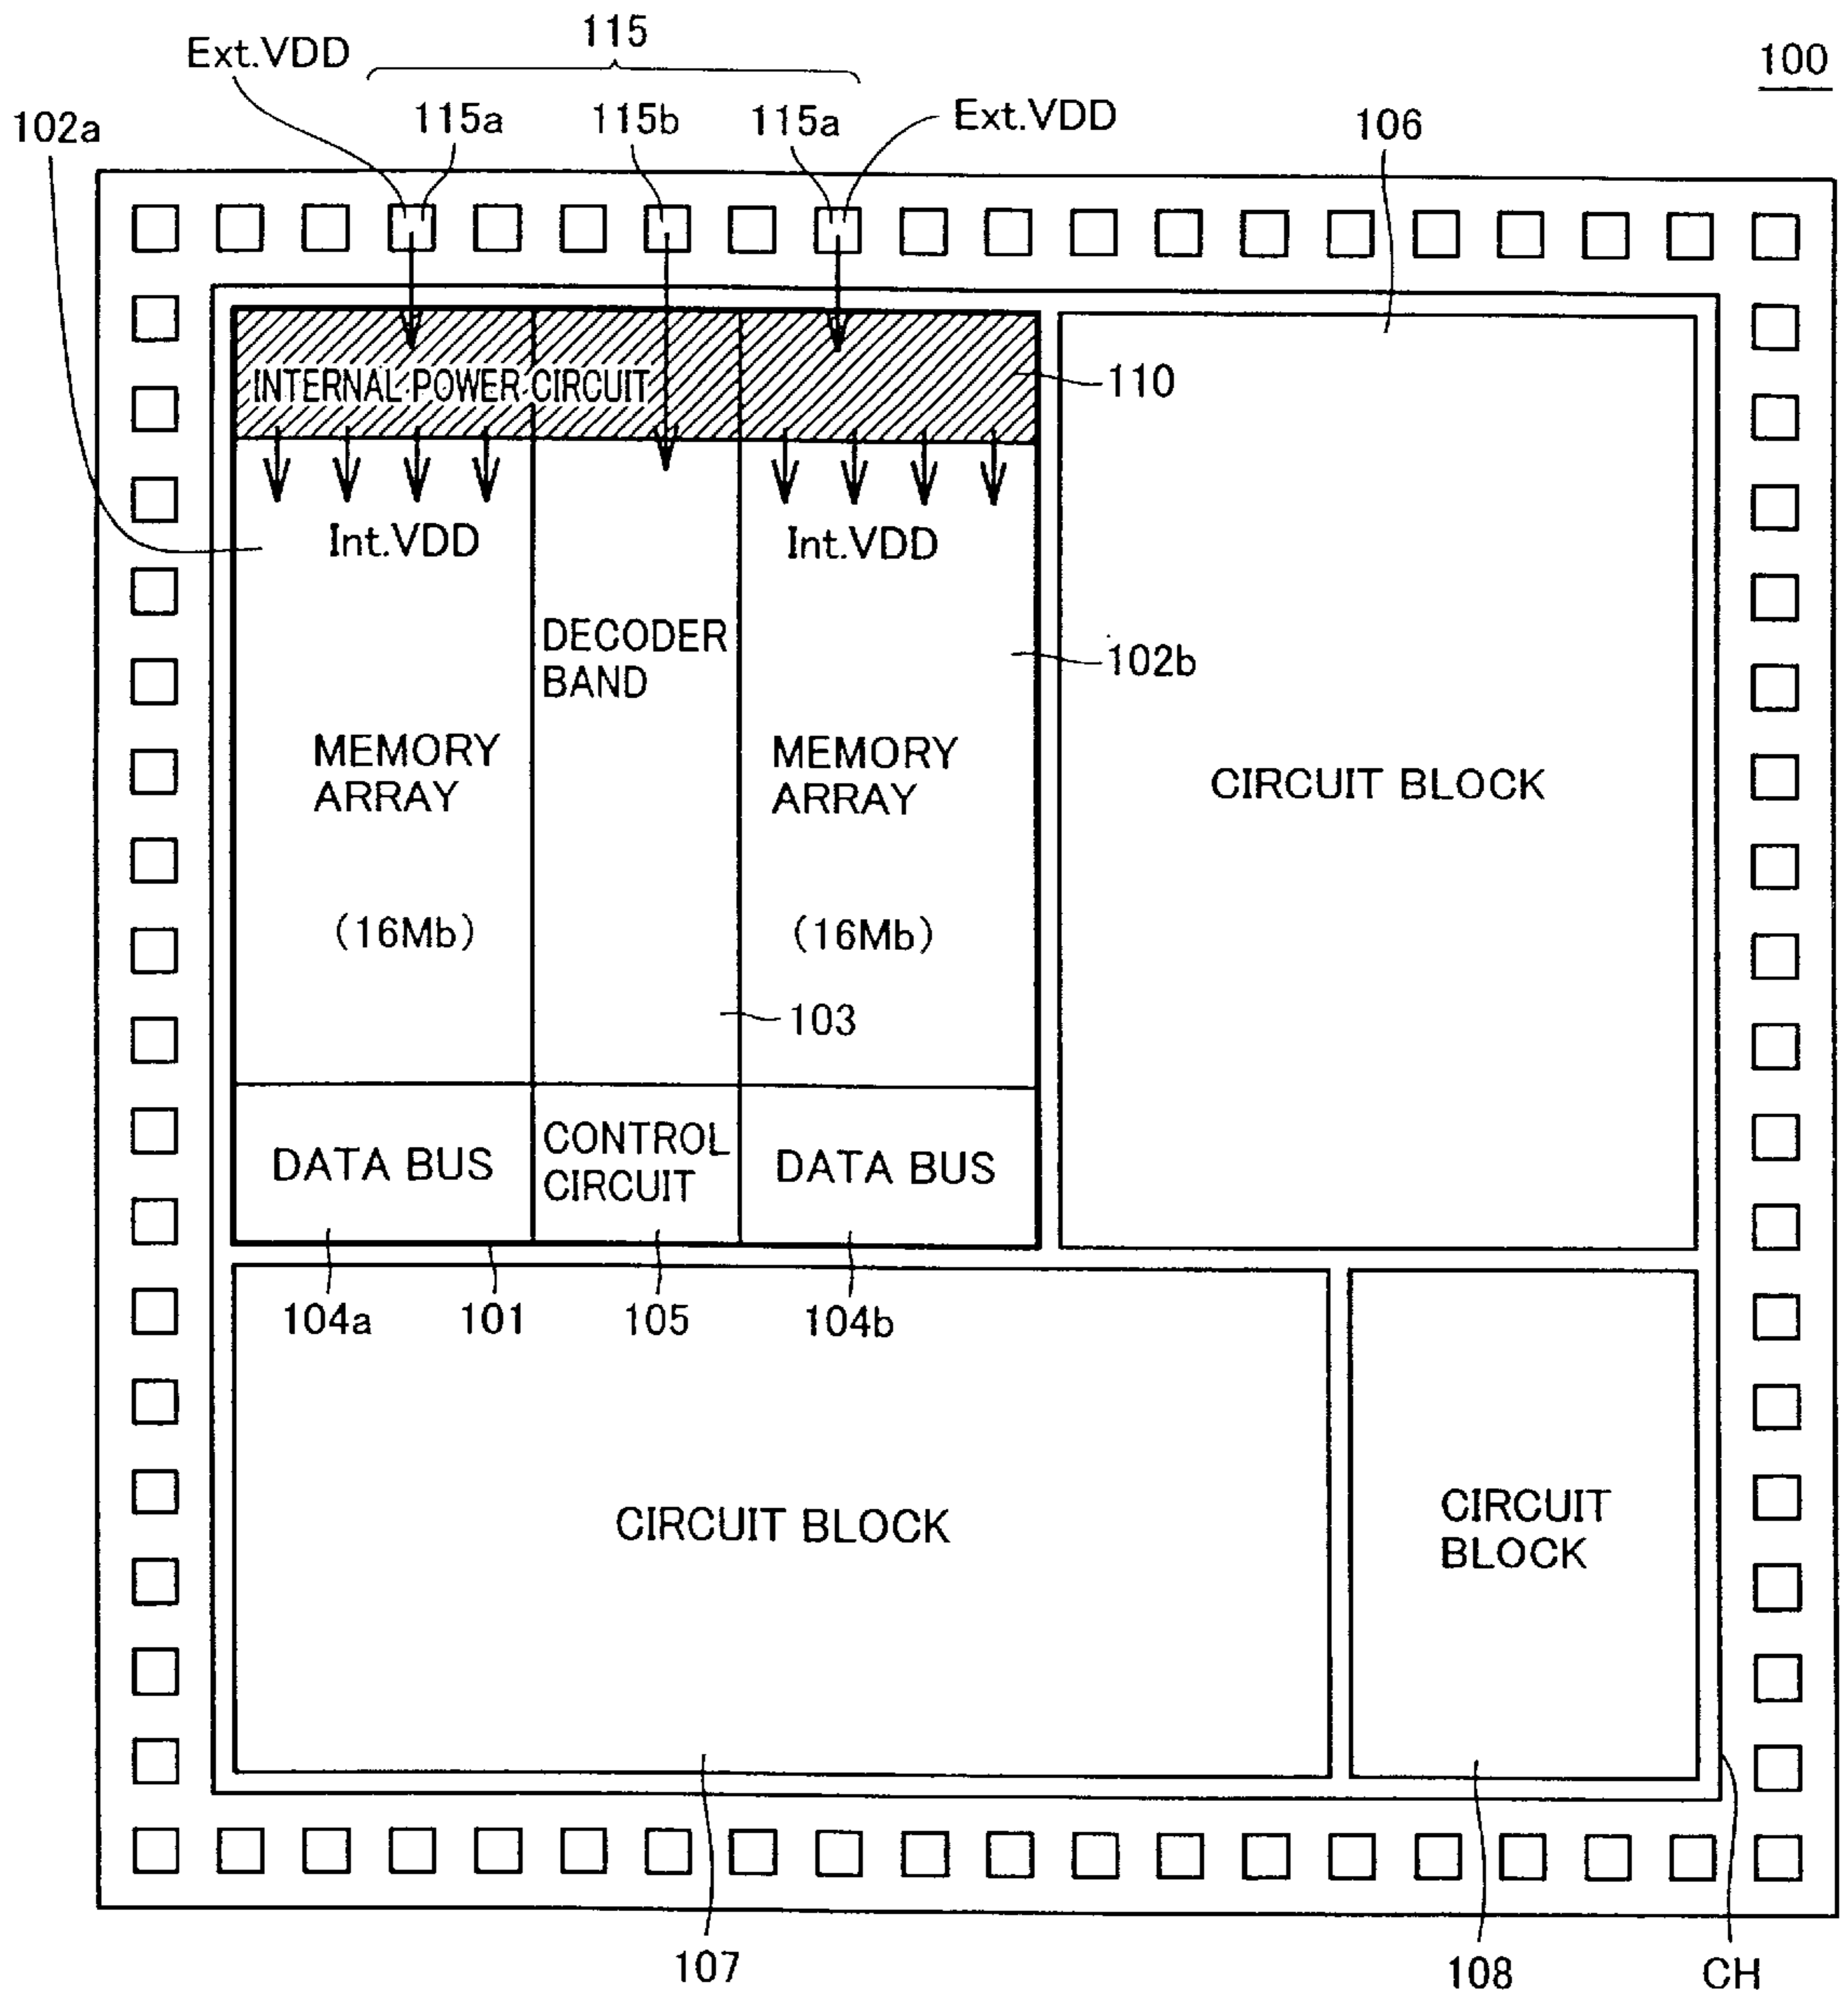 115
Ext.VDD
100
115a
115b
115a
Ext.VDD
102a
106
INTERNAL POWER CIRCUIT
110
Int.VDD
Int.VDD
DECODER
BAND
102b
MEMORY
ARRAY
MEMORY
ARRAY
CIRCUIT BLOCK
(16Mb)
(16Mb)
103
DATA BUS
CONTROL
CIRCUIT
DATA BUS
104a
101
105
104b
CIRCUIT BLOCK
CIRCUIT
BLOCK
107
108
CH